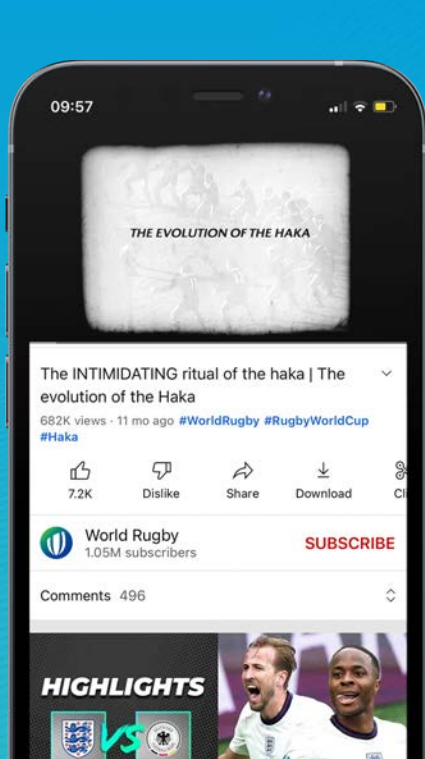 09:57
THE EVOLUTION OF THE HAKA
The INTIMIDATING ritual of the haka | The
evolution of the Haka
682K views · 11 mo ago #WorldRugby #RugbyWorldCup
#Haka
7.2K Dislike Share Download Cli
World Rugby
1.05M subscribers
SUBSCRIBE
Comments 496
HIGHLIGHTS
VS